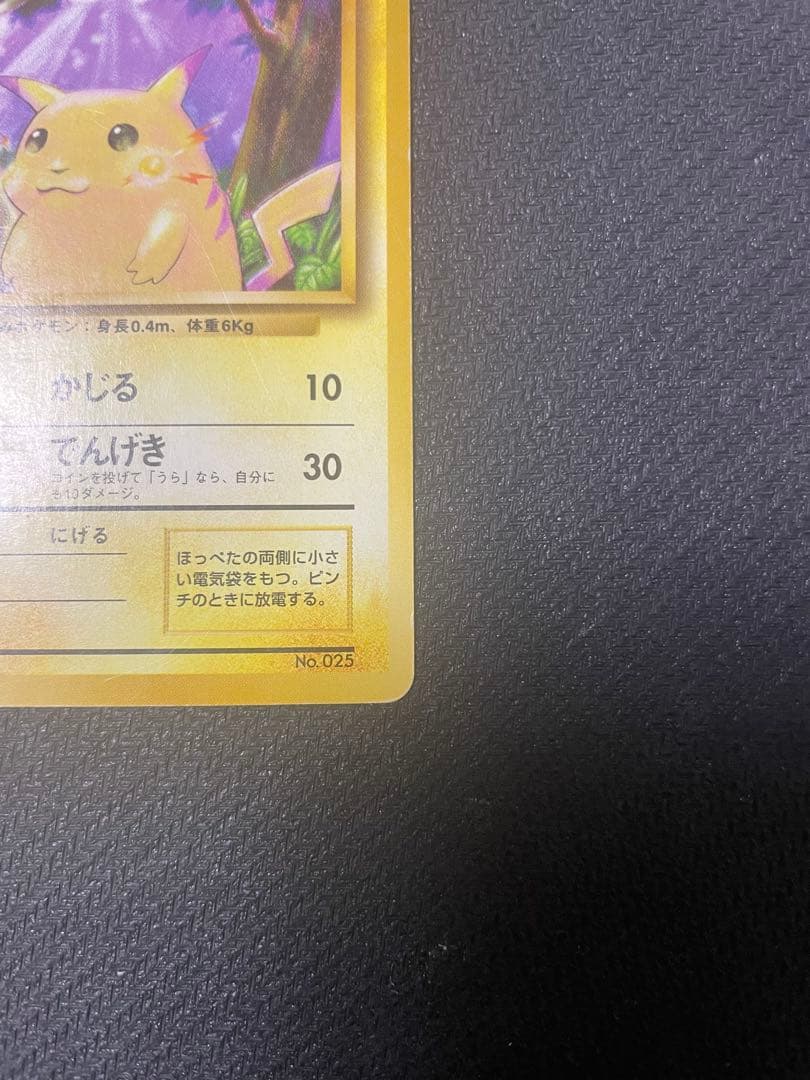 ポケモン：身長0.4m、体重6Kg
かじる 10
でんげき 30
コインを投げて「うら」なら、自分に
も10ダメージ。
にげる
ほっぺたの両側に小さ
い電気袋をもつ。ピン
チのときに放電する。
No. 025